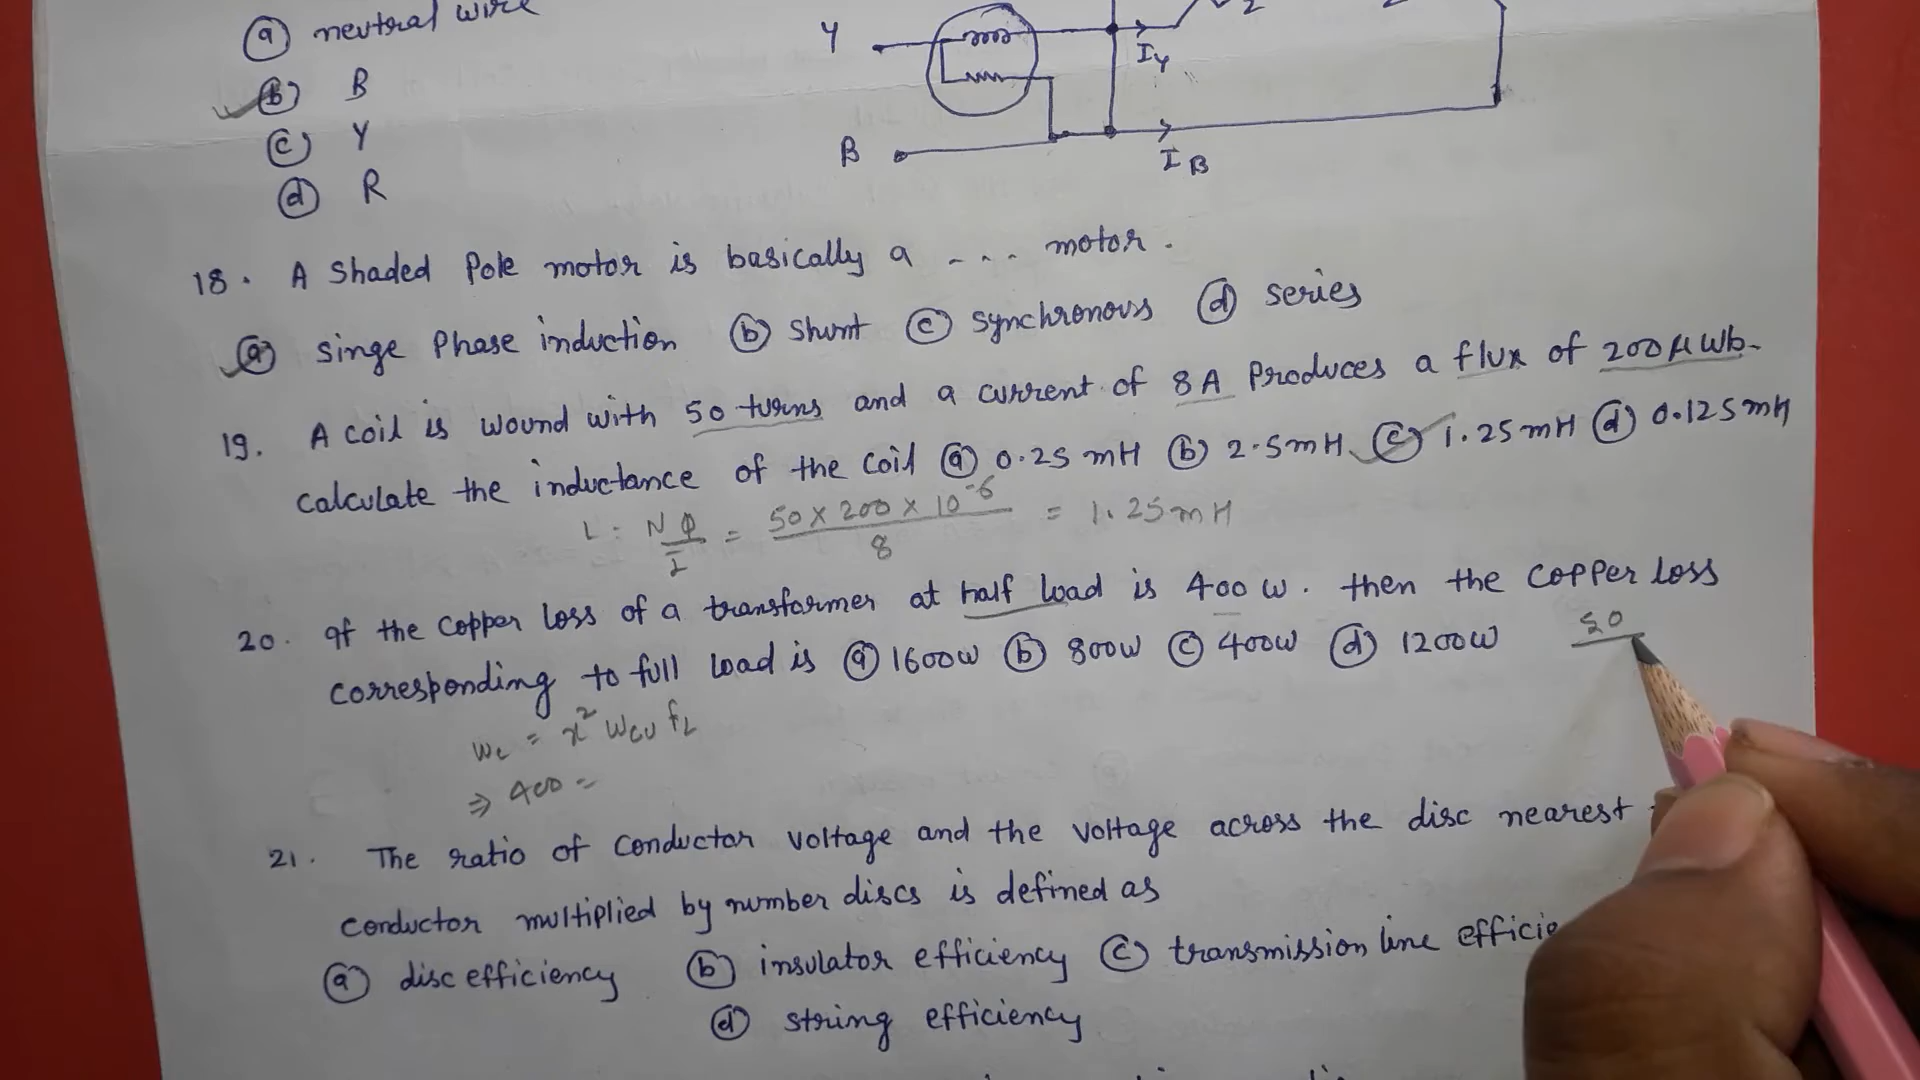 (a) neutral wire
(b) B
(c) Y
(d) R
Y
I Y
2
B
I B
18. A Shaded Pole motor is basically a - - - motor.
(a) Singe Phase induction (b) Shunt (c) Synchronous (d) series
19. A coil is wound with 50 turns and a current of 8A Produces a flux of 200 μWb.
calculate the inductance of the coil (a) 0.25 mH (b) 2.5mH (c) 1.25mH (d) 0.125mH
L = NΦ/I = 50 x 200 x 10^-6 / 8 = 1.25mH
20. If the copper loss of a transformer at half load is 400 w. then the copper loss
corresponding to full load is (a) 1600w (b) 800w (c) 400w (d) 1200w
50
Wc = x² Wcu fL
⇒ 400 =
21. The ratio of conductor voltage and the voltage across the disc nearest
conductor multiplied by number discs is defined as
(a) disc efficiency (b) insulator efficiency (c) transmission line efficie
(d) string efficiency